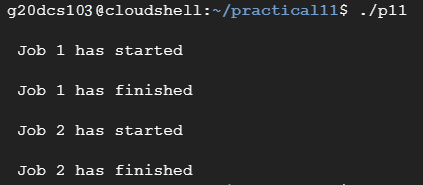 g20dcs103@cloudshell:~/practical11$ ./p11
Job 1 has started
Job 1 has finished
Job 2 has started
Job 2 has finished